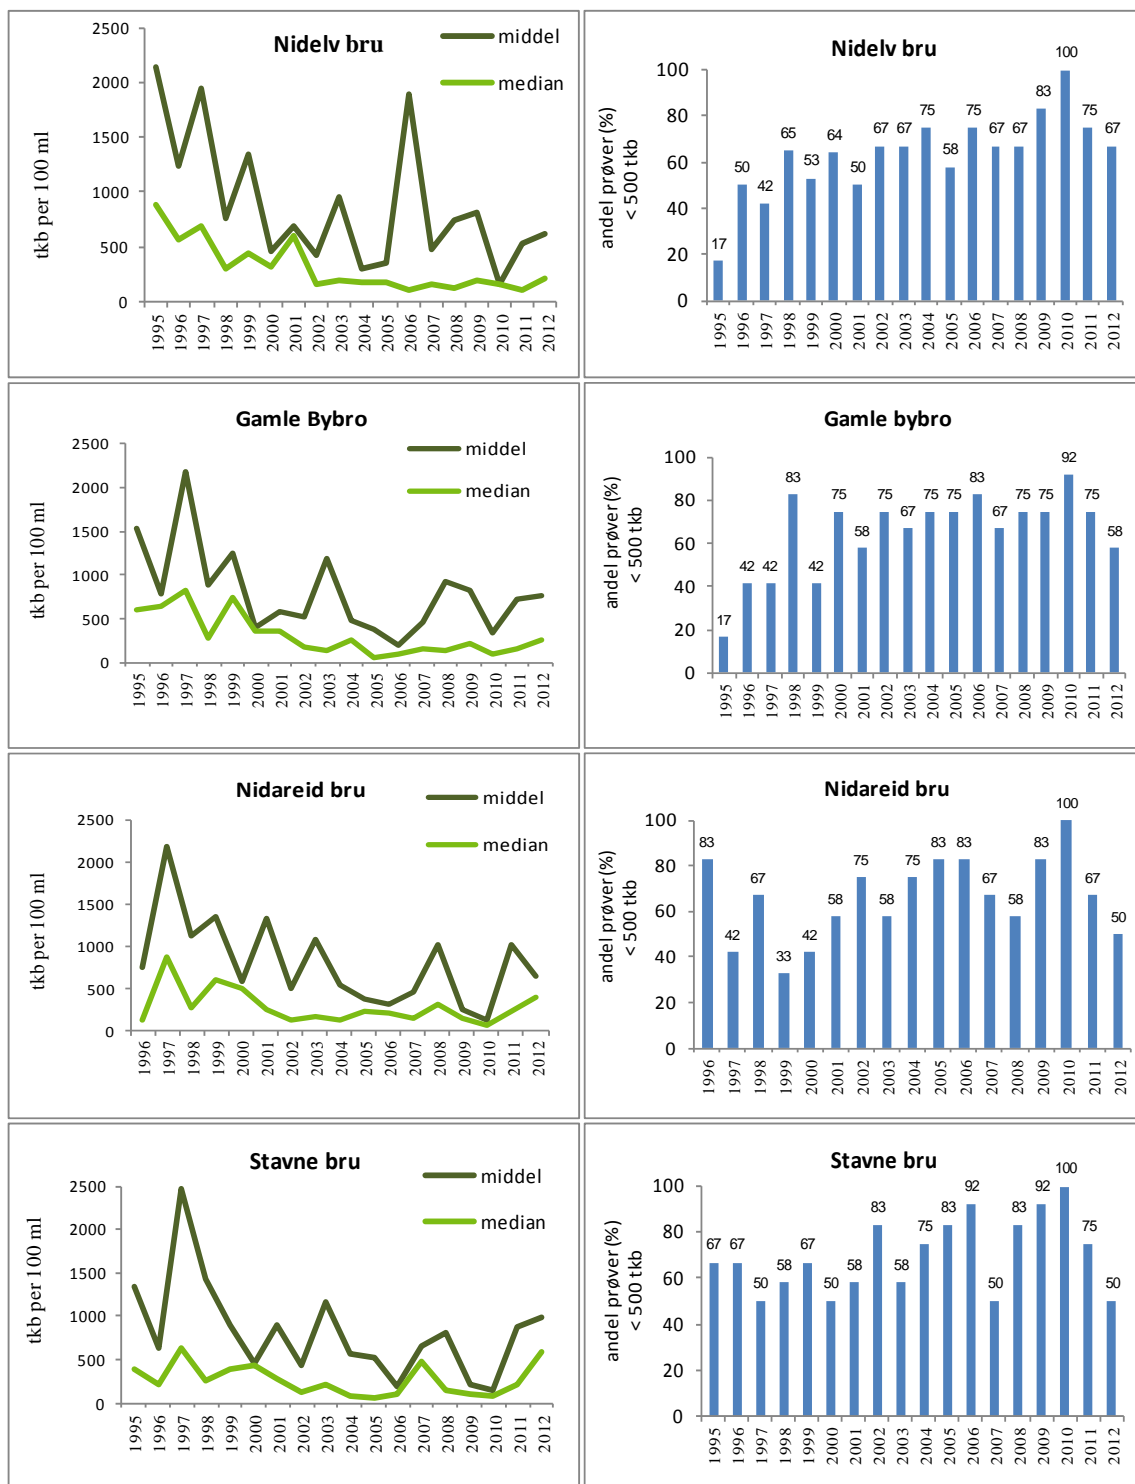 Nidelv bru
middel
median
2500
2000
1500
1000
500
0
tkb per 100 ml
1995 1996 1997 1998 1999 2000 2001 2002 2003 2004 2005 2006 2007 2008 2009 2010 2011 2012
Nidelv bru
100
80
60
40
20
0
andel prøver (%)
< 500 tkb
17 50 42 65 53 64 50 67 67 75 58 75 67 67 83 100 75 67
1995 1996 1997 1998 1999 2000 2001 2002 2003 2004 2005 2006 2007 2008 2009 2010 2011 2012
Gamle Bybro
middel
median
2500
2000
1500
1000
500
0
tkb per 100 ml
1995 1996 1997 1998 1999 2000 2001 2002 2003 2004 2005 2006 2007 2008 2009 2010 2011 2012
Gamle bybro
100
80
60
40
20
0
andel prøver (%)
< 500 tkb
17 42 42 83 42 75 58 75 67 75 75 83 67 75 75 92 75 58
1995 1996 1997 1998 1999 2000 2001 2002 2003 2004 2005 2006 2007 2008 2009 2010 2011 2012
Nidareid bru
middel
median
2500
2000
1500
1000
500
0
tkb per 100 ml
1996 1997 1998 1999 2000 2001 2002 2003 2004 2005 2006 2007 2008 2009 2010 2011 2012
Nidareid bru
100
80
60
40
20
0
andel prøver (%)
< 500 tkb
83 42 67 33 42 58 75 58 75 83 83 67 58 83 100 67 50
1996 1997 1998 1999 2000 2001 2002 2003 2004 2005 2006 2007 2008 2009 2010 2011 2012
Stavne bru
middel
median
2500
2000
1500
1000
500
0
tkb per 100 ml
1995 1996 1997 1998 1999 2000 2001 2002 2003 2004 2005 2006 2007 2008 2009 2010 2011 2012
Stavne bru
100
80
60
40
20
0
andel prøver (%)
< 500 tkb
67 67 50 58 67 50 58 83 58 75 83 92 50 83 92 100 75 50
1995 1996 1997 1998 1999 2000 2001 2002 2003 2004 2005 2006 2007 2008 2009 2010 2011 2012